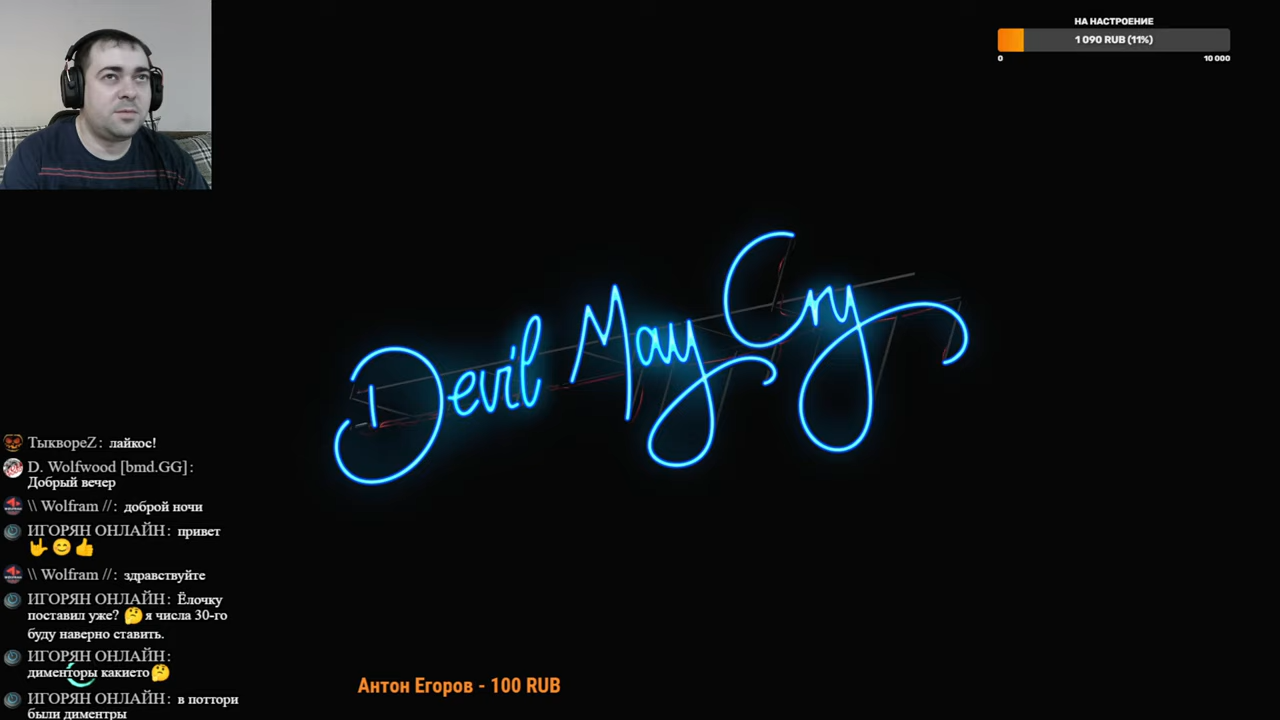 НА НАСТРОЕНИЕ
1 090 RUB (11%)
0 10 000
Devil May Cry
ТыквореZ: лайкос!
D. Wolfwood [bmd.GG]:
Добрый вечер
\\ Wolfram //: доброй ночи
ИГОРЯН ОНЛАЙН: привет
🤟😊👍
\\ Wolfram //: здравствуйте
ИГОРЯН ОНЛАЙН: Ёлочку
поставил уже? 🤔я числа 30-го
буду наверно ставить.
ИГОРЯН ОНЛАЙН:
дименторы какието🤔
ИГОРЯН ОНЛАЙН: в поттори
были диментры
Антон Егоров - 100 RUB